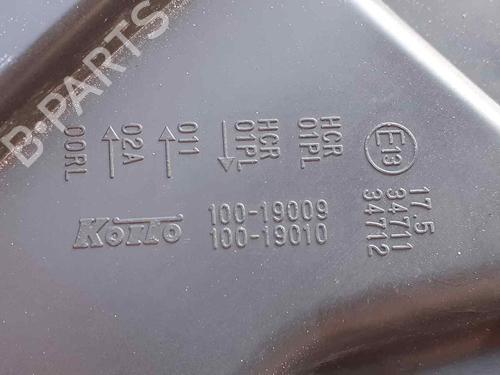 B-PARTS
00RL
02A
011
HCR
01PL
HCR
01PL
E13
17.5
34711
34712
Koito
100-19009
100-19010